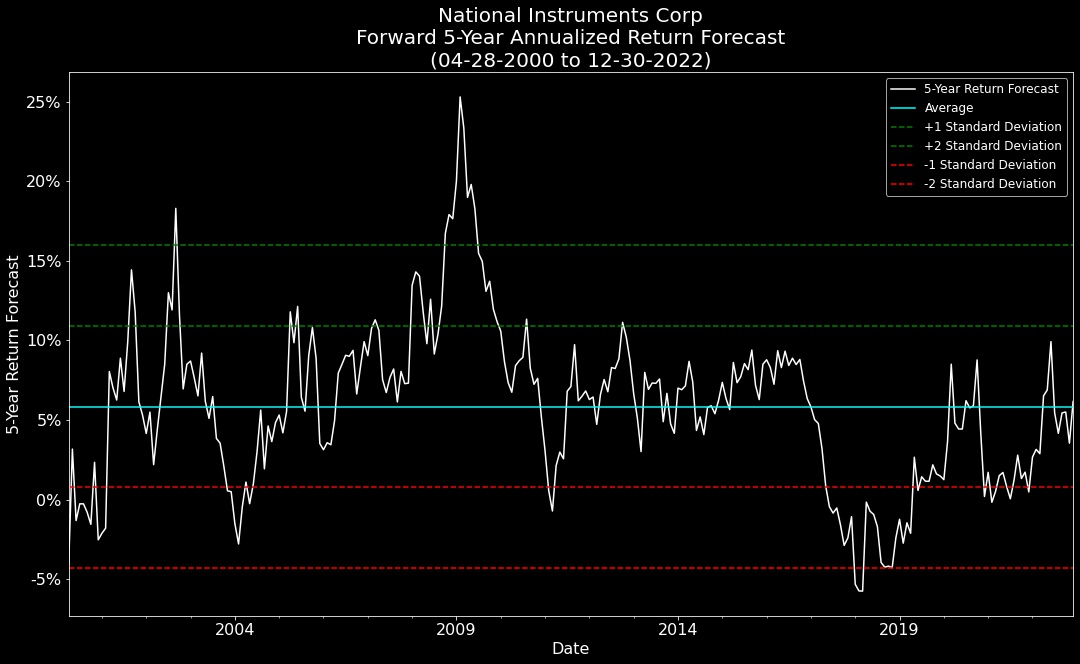 National Instruments Corp
Forward 5-Year Annualized Return Forecast
(04-28-2000 to 12-30-2022)
5-Year Return Forecast
Average
+1 Standard Deviation
+2 Standard Deviation
-1 Standard Deviation
-2 Standard Deviation
25%
20%
15%
10%
5%
0%
-5%
5-Year Return Forecast
2004
2009
2014
2019
Date